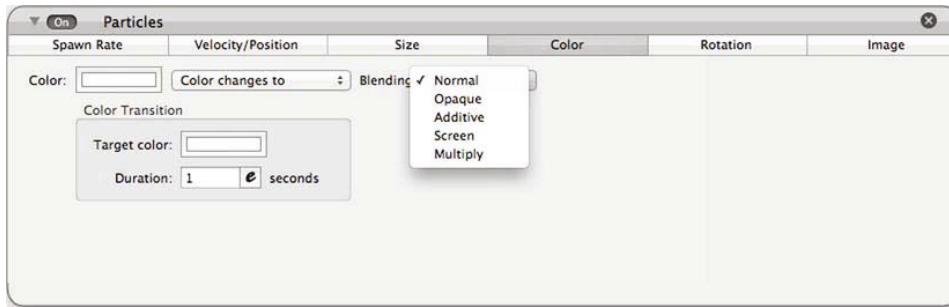 On Particles
Spawn Rate Velocity/Position Size Color Rotation Image
Color: Color changes to Blending ✓ Normal
Opaque
Additive
Screen
Multiply
Color Transition
Target color:
Duration: 1 e seconds